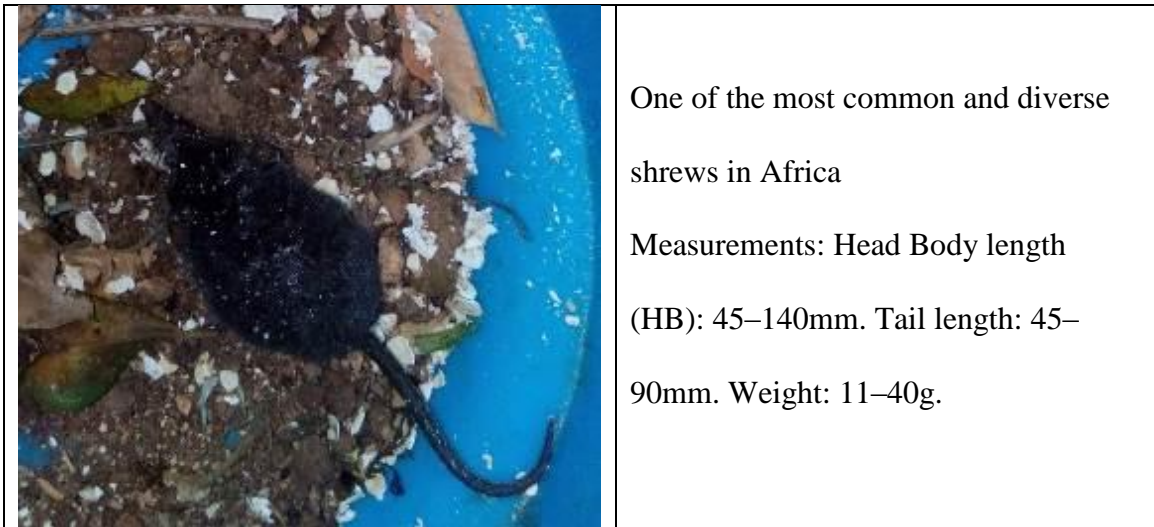 One of the most common and diverse
shrews in Africa
Measurements: Head Body length
(HB): 45–140mm. Tail length: 45–
90mm. Weight: 11–40g.